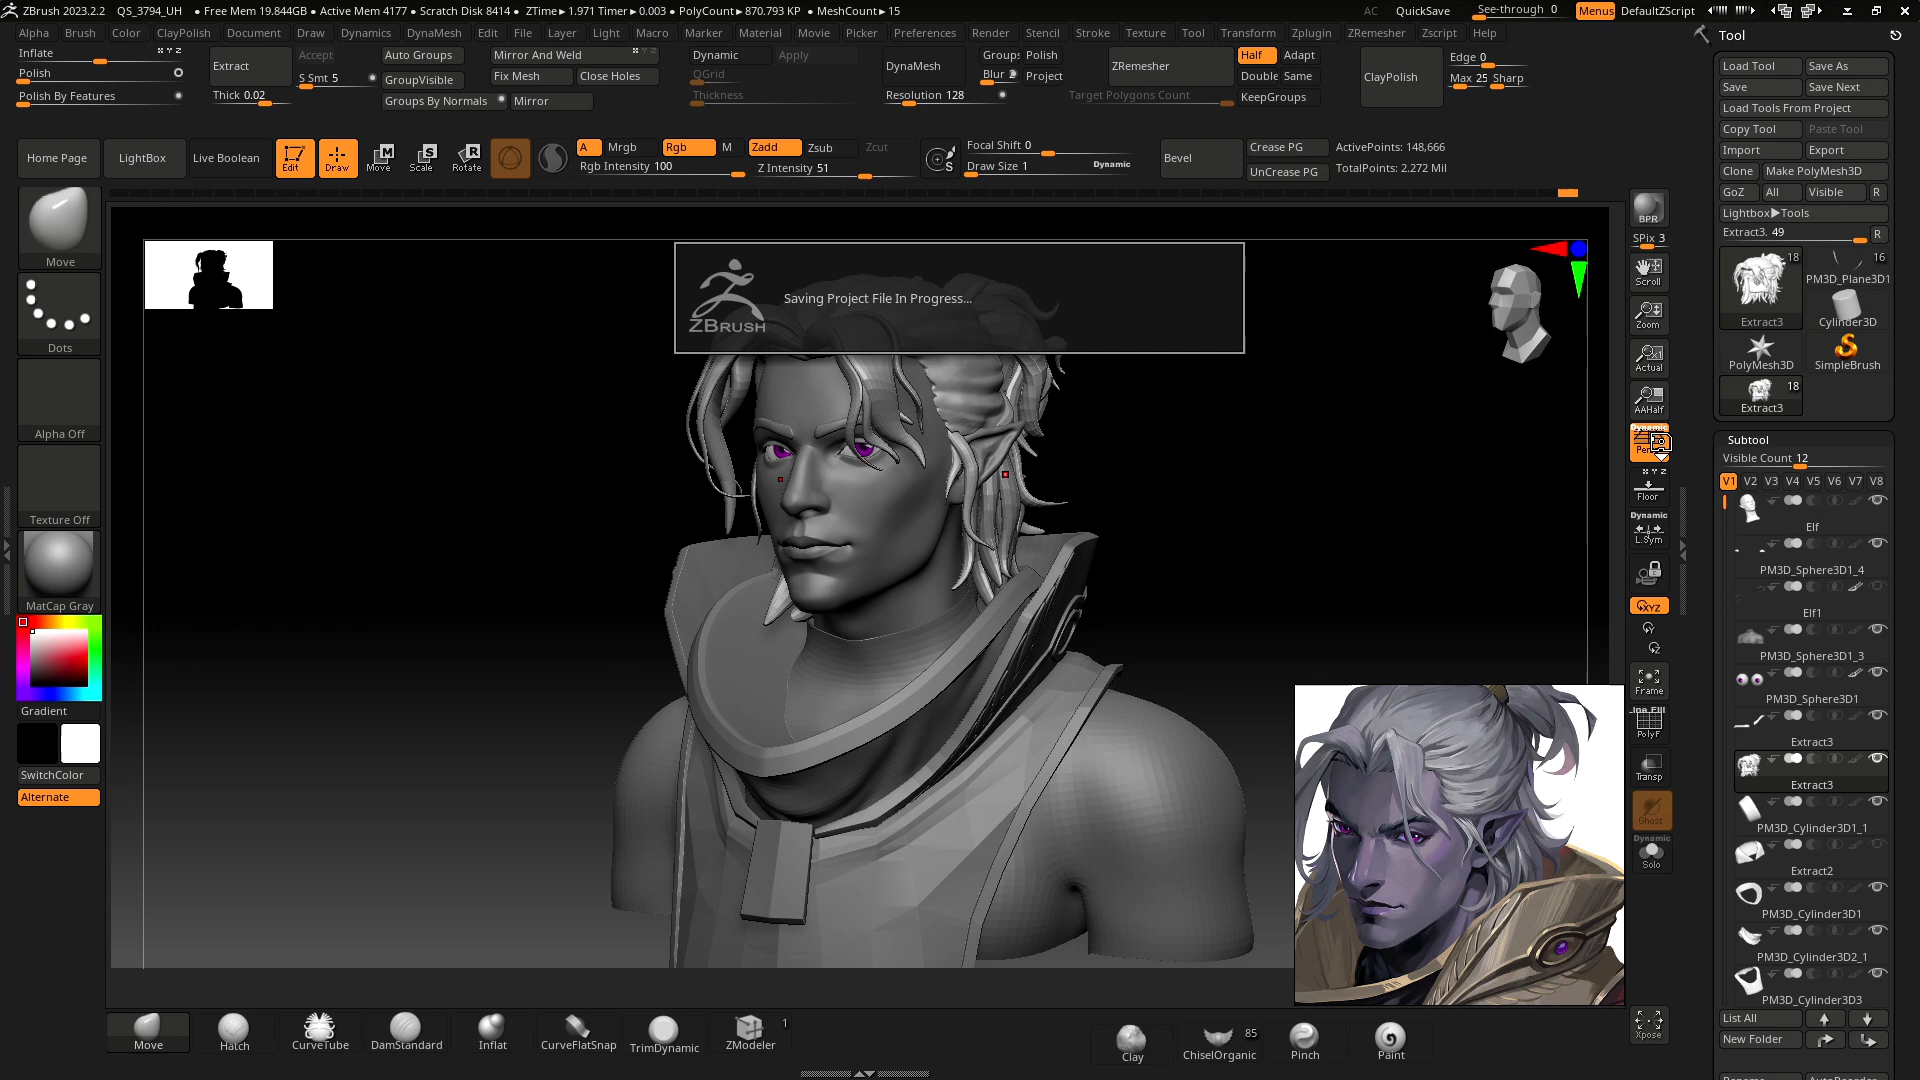 ZBrush 2023.2.2 QS_3794_UH • Free Mem 19.844GB • Active Mem 4177 • Scratch Disk 8414 • ZTime▸1.971 Timer▸0.003 • PolyCount▸870.793 KP • MeshCount▸15 AC QuickSave See-through 0 Menus DefaultZScript
Alpha Brush Color ClayPolish Document Draw Dynamics DynaMesh Edit File Layer Light Macro Marker Material Movie Picker Preferences Render Stencil Stroke Texture Tool Transform Zplugin ZRemesher Zscript Help
Inflate
Polish
Polish By Features
Extract
Accept
S Smt 5
Thick 0.02
Auto Groups
GroupVisible
Groups By Normals
Mirror And Weld
Fix Mesh
Close Holes
Mirror
Dynamic
Apply
QGrid
Thickness
DynaMesh
Groups
Polish
Blur 2
Project
Resolution 128
ZRemesher
Target Polygons Count
Half
Adapt
Double
Same
KeepGroups
ClayPolish
Edge 0
Max 25
Sharp
Home Page
LightBox
Live Boolean
Edit
Draw
Move
Scale
Rotate
A
Mrgb
Rgb
M
Rgb Intensity 100
Zadd
Zsub
Zcut
Z Intensity 51
Focal Shift 0
Draw Size 1
Dynamic
Bevel
Crease PG
UnCrease PG
ActivePoints: 148,666
TotalPoints: 2.272 Mil
Move
Dots
Alpha Off
Texture Off
MatCap Gray
Gradient
SwitchColor
Alternate
ZBRUSH
Saving Project File In Progress...
BPR
SPix 3
Scroll
Zoom
Actual
AAHalf
Dynamic
Floor
Dynamic
L.Sym
XYZ
Frame
Line Fill
PolyF
Transp
Ghost
Dynamic
Solo
Xpose
Tool
Load Tool
Save As
Save
Save Next
Load Tools From Project
Copy Tool
Paste Tool
Import
Export
Clone
Make PolyMesh3D
GoZ
All
Visible
R
Lightbox▸Tools
Extract3. 49
R
18
16
PM3D_Plane3D1
Extract3
Cylinder3D
PolyMesh3D
SimpleBrush
18
Extract3
Subtool
Visible Count 12
V1 V2 V3 V4 V5 V6 V7 V8
Elf
PM3D_Sphere3D1_4
Elf1
PM3D_Sphere3D1_3
PM3D_Sphere3D1
Extract3
Extract3
PM3D_Cylinder3D1_1
Extract2
PM3D_Cylinder3D1
PM3D_Cylinder3D2_1
PM3D_Cylinder3D3
List All
New Folder
Move
Hatch
CurveTube
DamStandard
Inflat
CurveFlatSnap
TrimDynamic
ZModeler
1
Clay
ChiselOrganic
85
Pinch
Paint